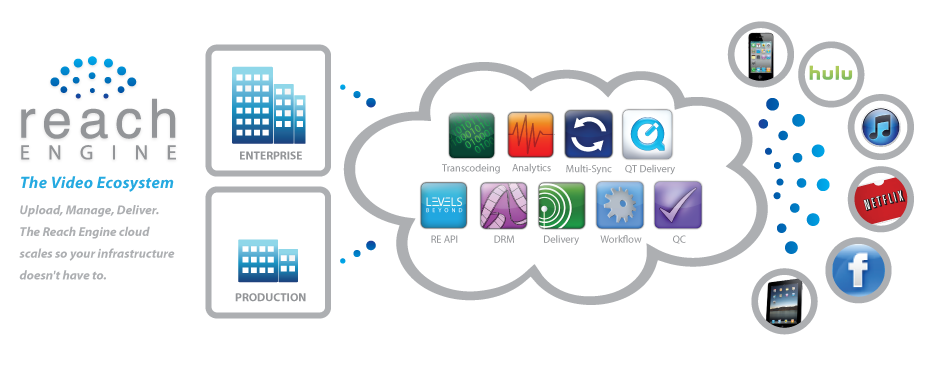 reach
ENGINE
The Video Ecosystem
Upload, Manage, Deliver.
The Reach Engine cloud
scales so your infrastructure
doesn't have to.
ENTERPRISE
PRODUCTION
Transcodeing
Analytics
Multi-Sync
QT Delivery
LEVELS
BEYOND
RE API
DRM
Delivery
Workflow
QC
hulu
NETFLIX
f